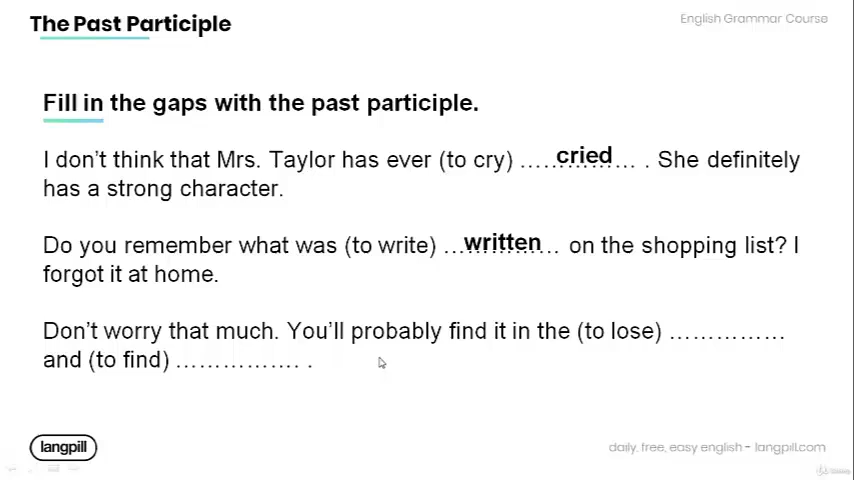 The Past Participle
English Grammar Course
Fill in the gaps with the past participle.
I don't think that Mrs. Taylor has ever (to cry) ......cried...... . She definitely
has a strong character.
Do you remember what was (to write) ...written... on the shopping list? I
forgot it at home.
Don't worry that much. You'll probably find it in the (to lose) ……………
and (to find) ……………. .
langpill
daily, free, easy english - langpill.com